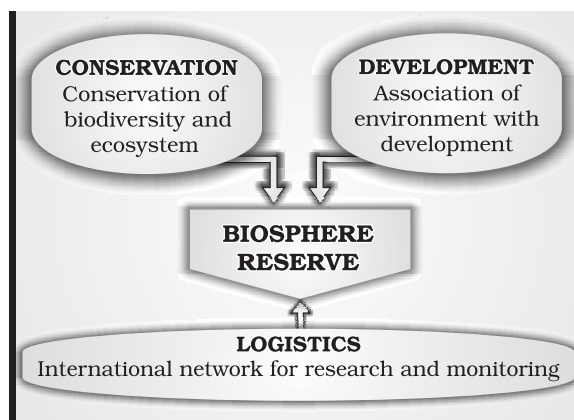 CONSERVATION
Conservation of
biodiversity and
ecosystem
DEVELOPMENT
Association of
environment with
development
BIOSPHERE
RESERVE
LOGISTICS
International network for research and monitoring